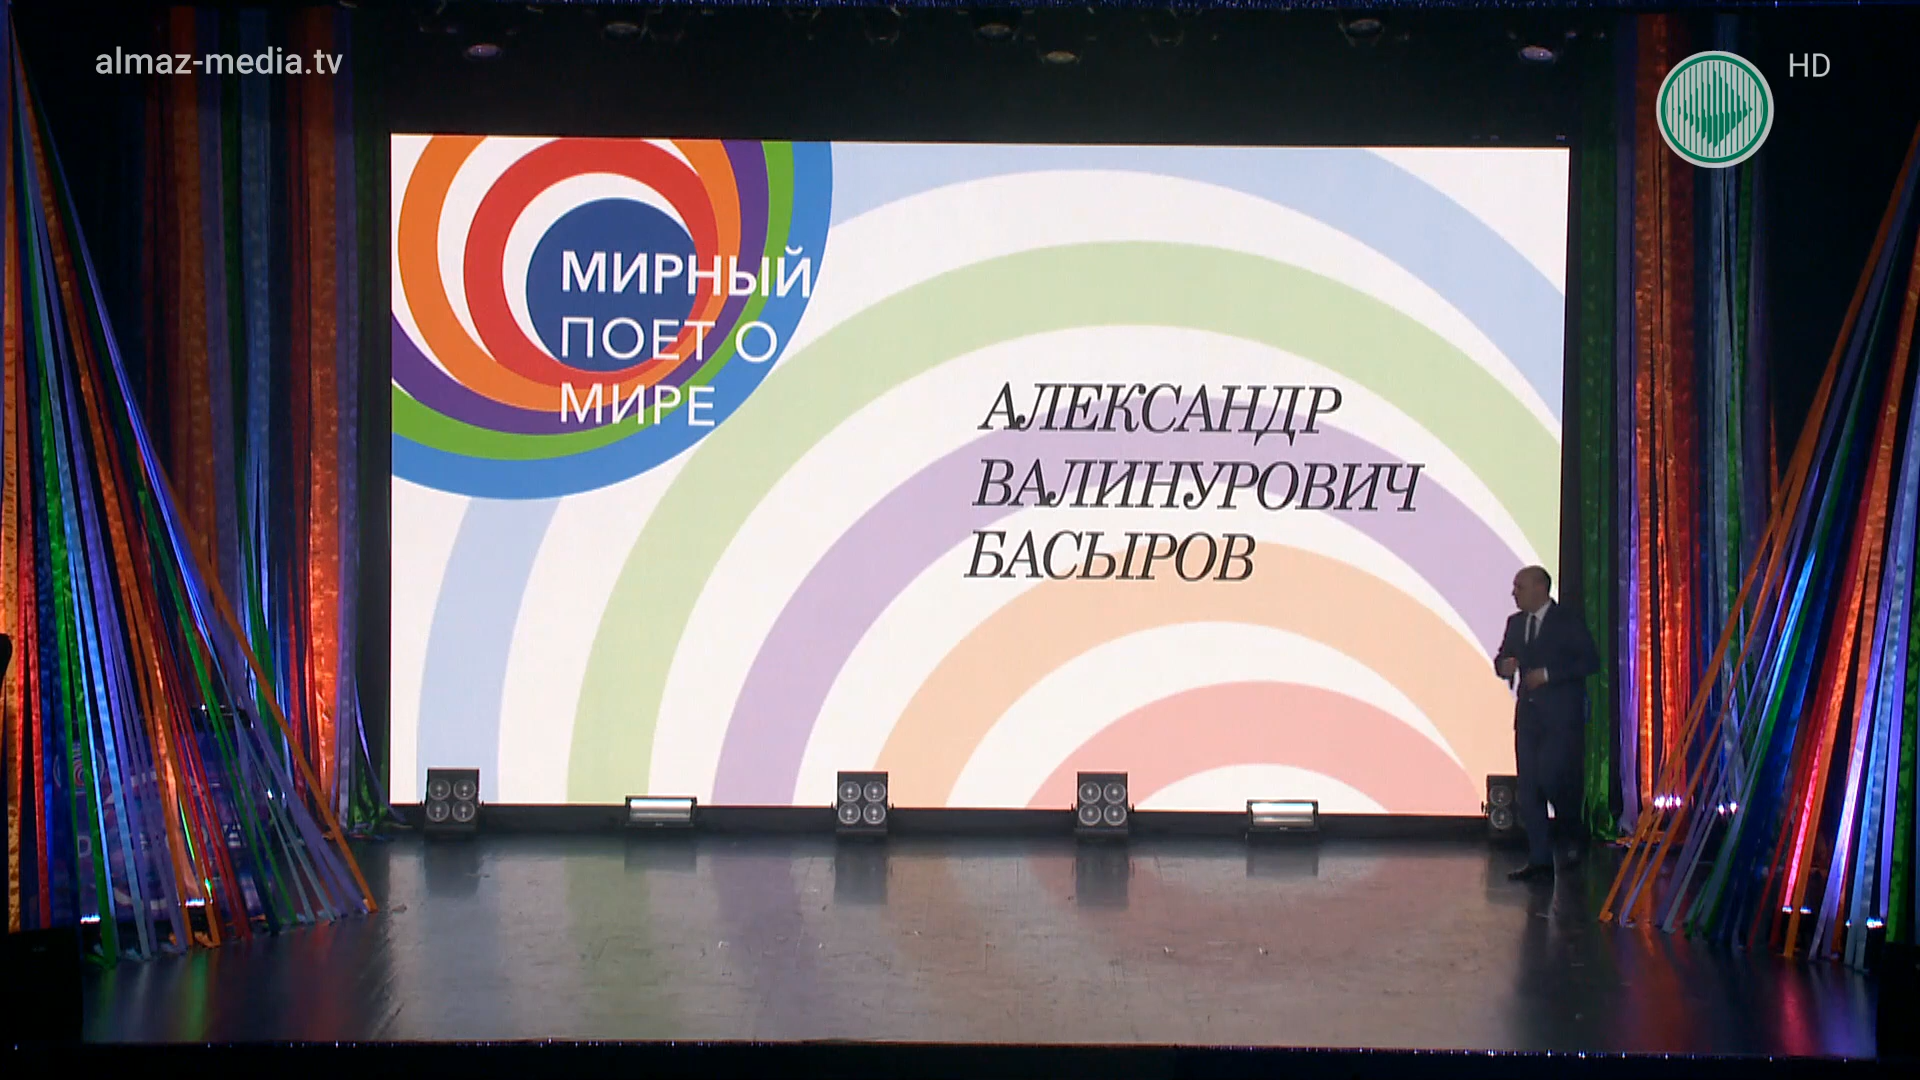 almaz-media.tv
HD
МИРНЫЙ
ПОЕТ О
МИРЕ
АЛЕКСАНДР
ВАЛИНУРОВИЧ
БАСЫРОВ